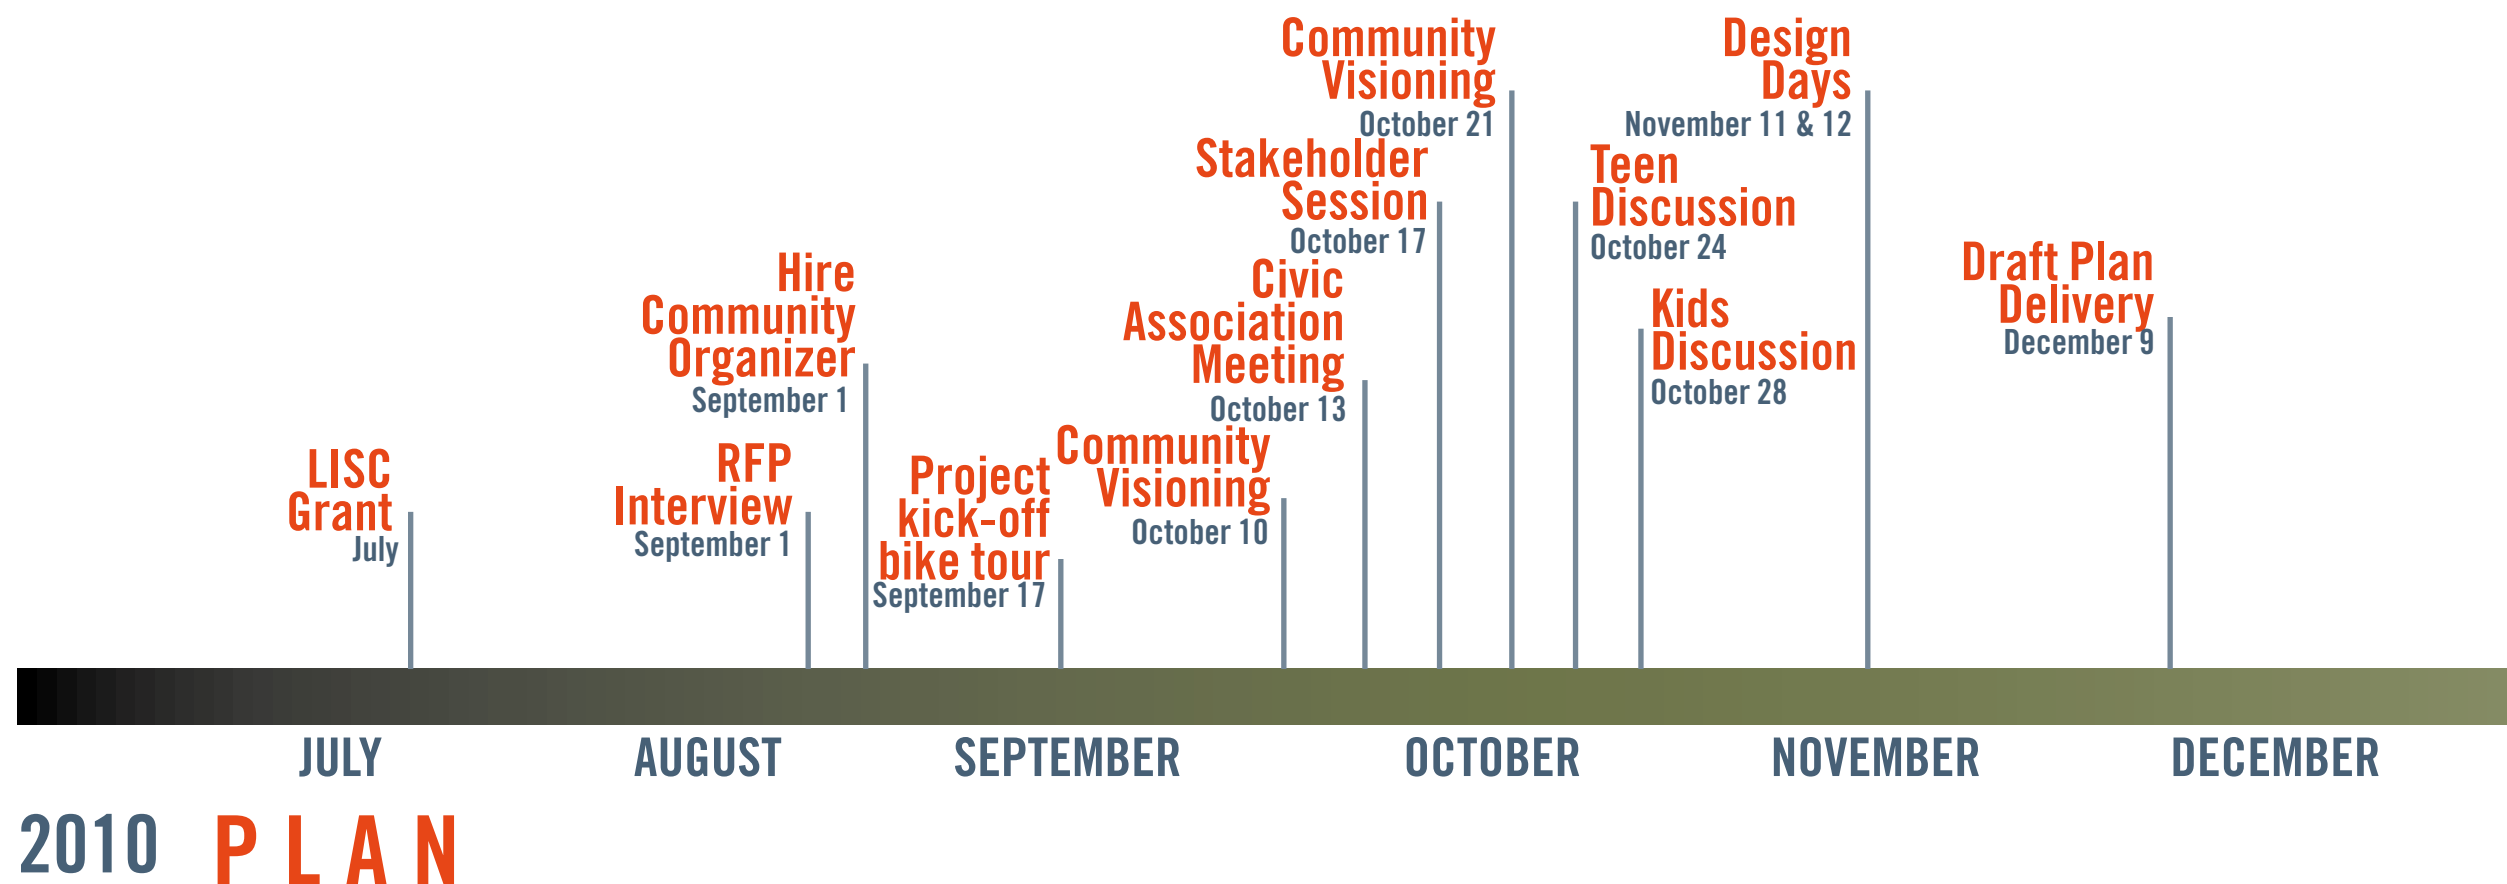 LISC
Grant
July
RFP
Interview
September 1
Hire
Community
Organizer
September 1
Project
kick-off
bike tour
September 17
Community
Visioning
October 10
Civic
Association
Meeting
October 13
Stakeholder
Session
October 17
Community
Visioning
October 21
Teen
Discussion
October 24
Kids
Discussion
October 28
Design
Days
November 11 & 12
Draft Plan
Delivery
December 9
JULY
AUGUST
SEPTEMBER
OCTOBER
NOVEMBER
DECEMBER
2010 PLAN